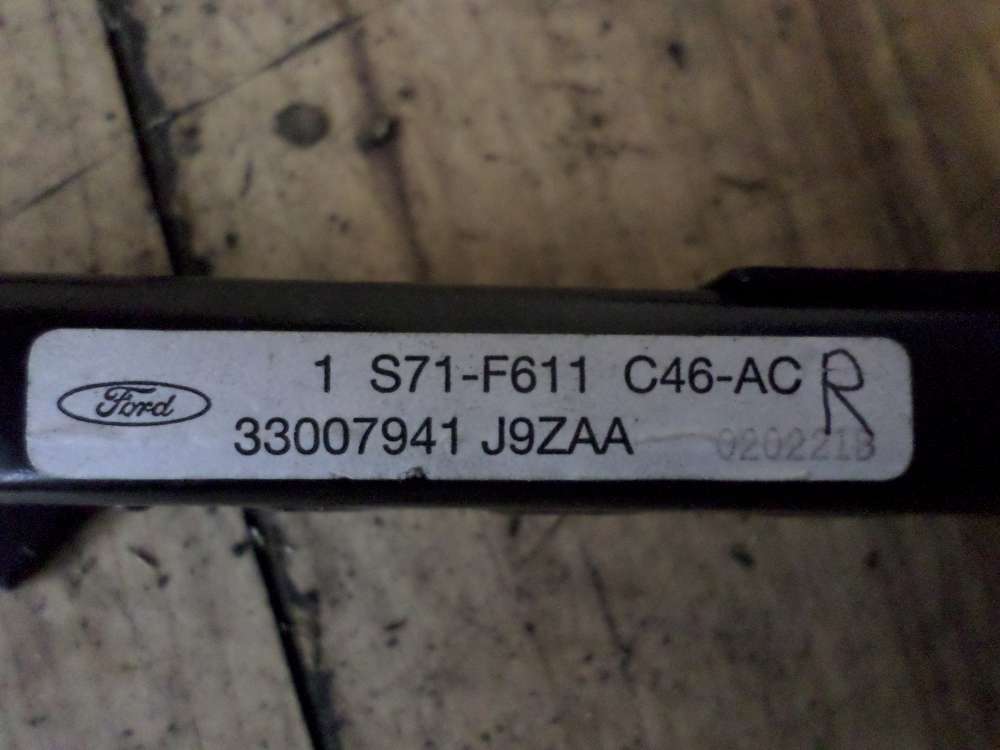 1 S71-F611 C46-AC R
Ford
33007941 J9ZAA
020221B